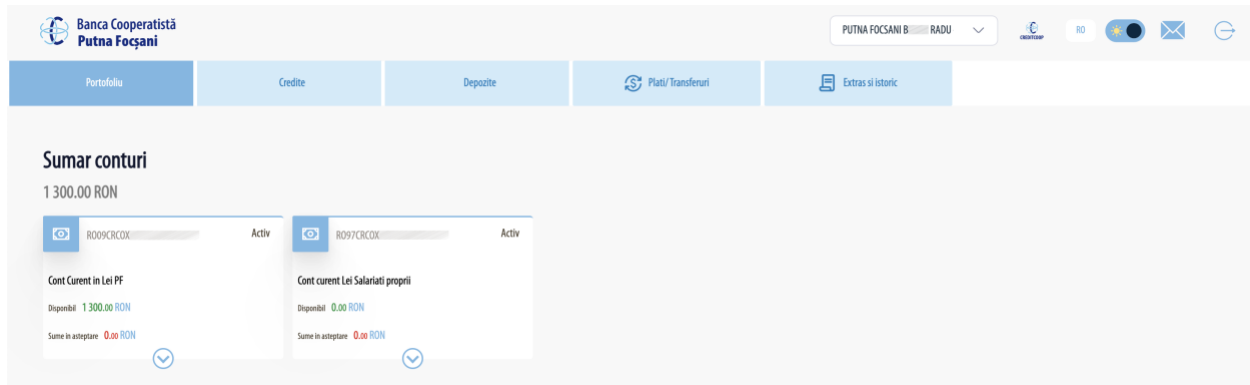 Banca Cooperatistă
Putna Focșani
PUTNA FOCSANI B RADU
CREDITCOOP
RO
Portofoliu
Credite
Depozite
Plati/Transferuri
Extras si istoric
Sumar conturi
1 300.00 RON
RO09CRCOX
Activ
Cont Curent in Lei PF
Disponibil 1 300.00 RON
Sume in asteptare 0.00 RON
RO97CRCOX
Activ
Cont curent Lei Salariati proprii
Disponibil 0.00 RON
Sume in asteptare 0.00 RON